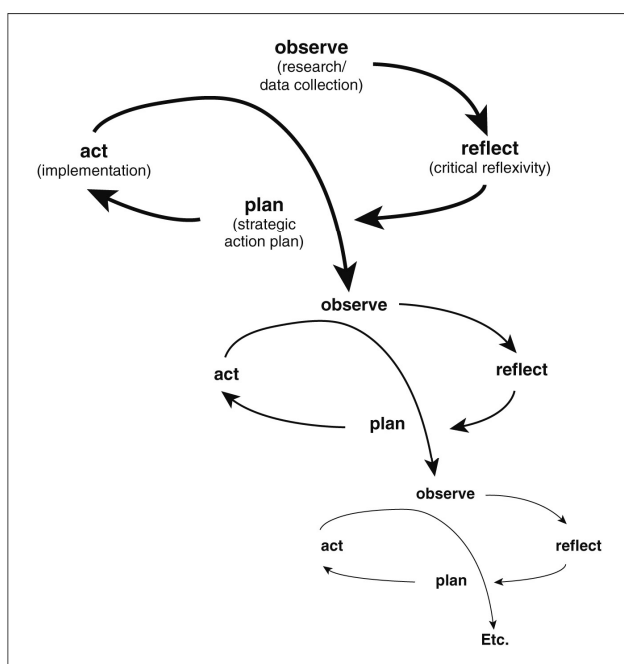 observe
(research/
data collection)
reflect
(critical reflexivity)
plan
(strategic
action plan)
act
(implementation)
observe
reflect
plan
act
observe
reflect
plan
act
Etc.